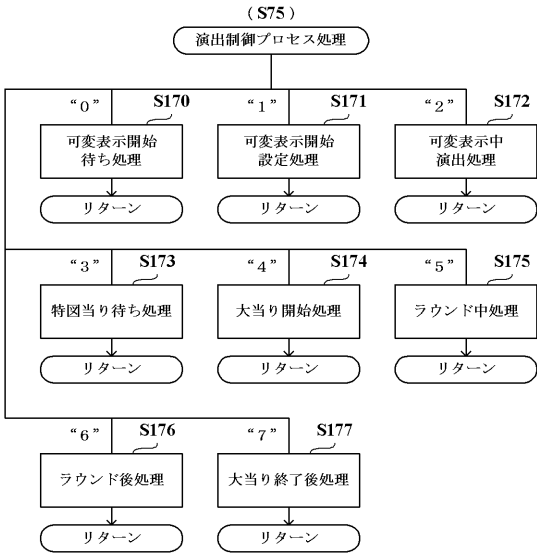 （S75）
演出制御プロセス処理
“０” S170
“１” S171
“２” S172
可変表示開始
待ち処理
可変表示開始
設定処理
可変表示中
演出処理
リターン
リターン
リターン
“３” S173
“４” S174
“５” S175
特図当り待ち処理
大当り開始処理
ラウンド中処理
リターン
リターン
リターン
“６” S176
“７” S177
ラウンド後処理
大当り終了後処理
リターン
リターン